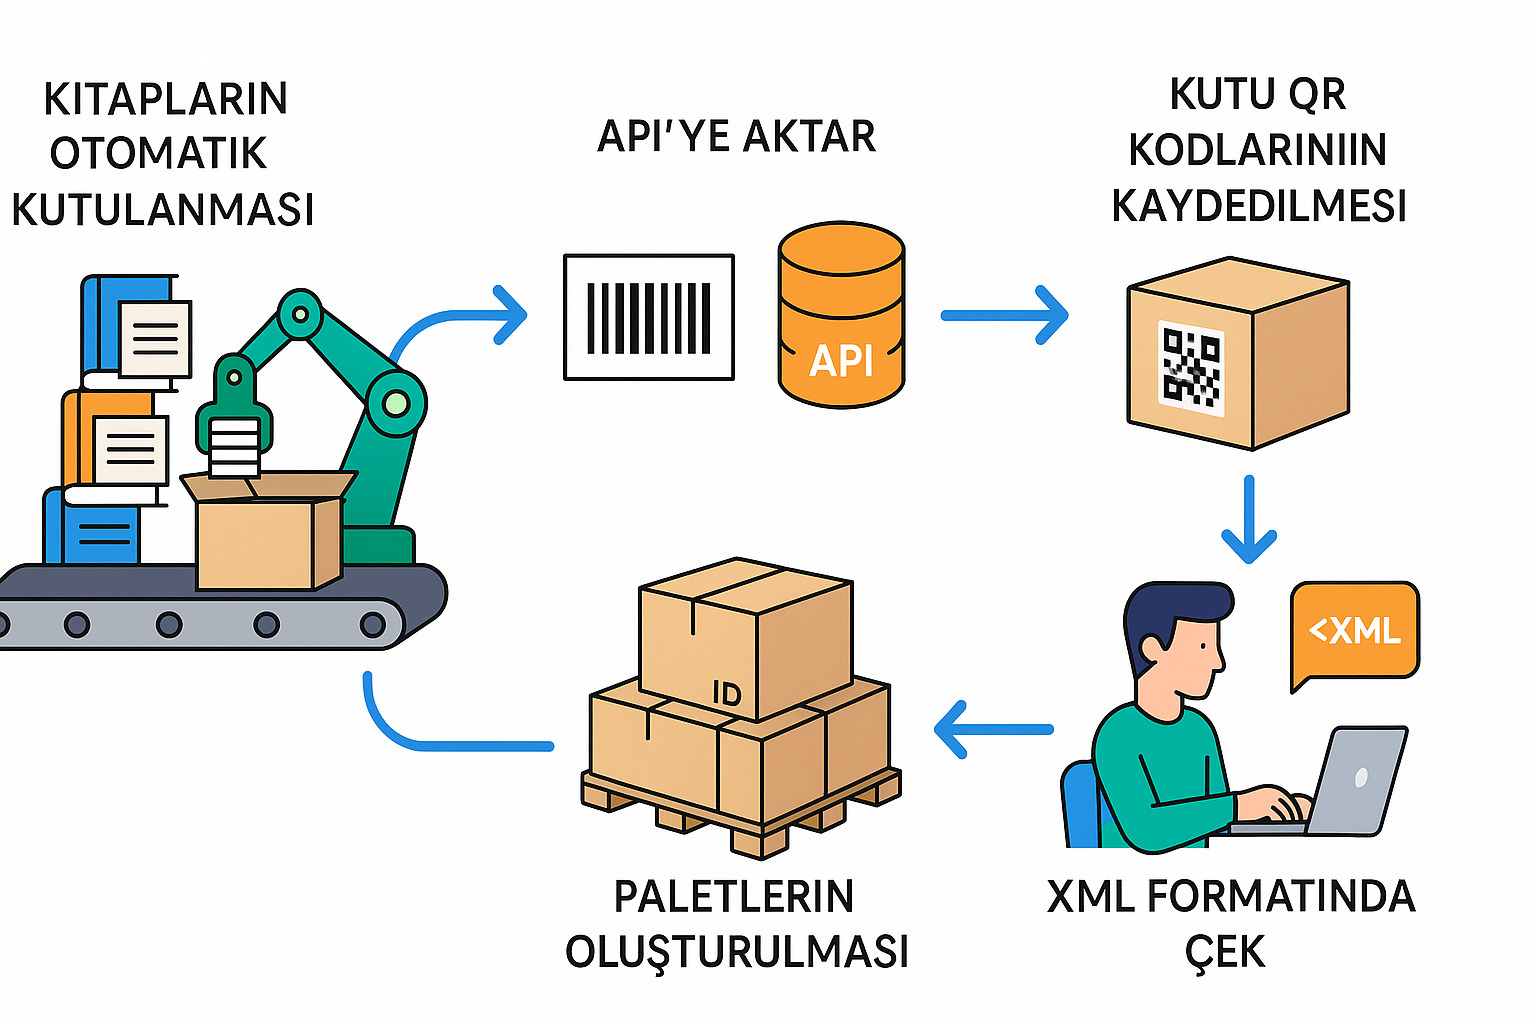 KITAPLARIN
OTOMATIK
KUTULANMASI
API'YE AKTAR
API
KUTU QR
KODLARINIIN
KAYDEDILMESI
<XML
XML FORMATINDA
ÇEK
ID
PALETLERIN
OLUŞTURULMASI